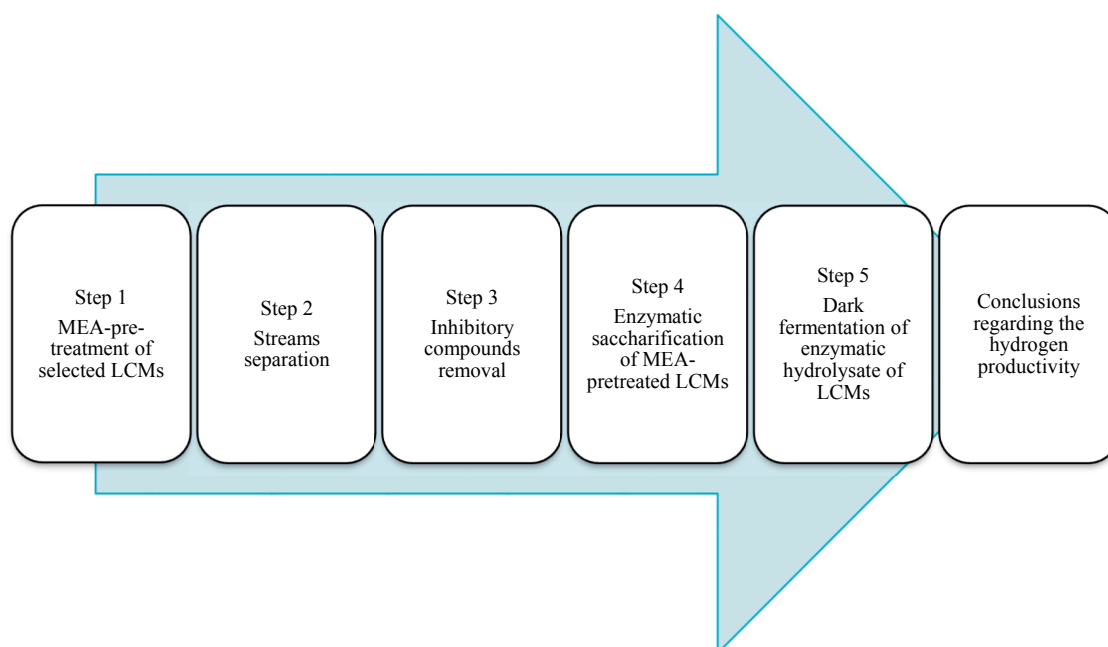 Step 1
MEA-pre-
treatment of
selected LCMs
Step 2
Streams
separation
Step 3
Inhibitory
compounds
removal
Step 4
Enzymatic
saccharification
of MEA-
pretreated LCMs
Step 5
Dark
fermentation of
enzymatic
hydrolysate of
LCMs
Conclusions
regarding the
hydrogen
productivity